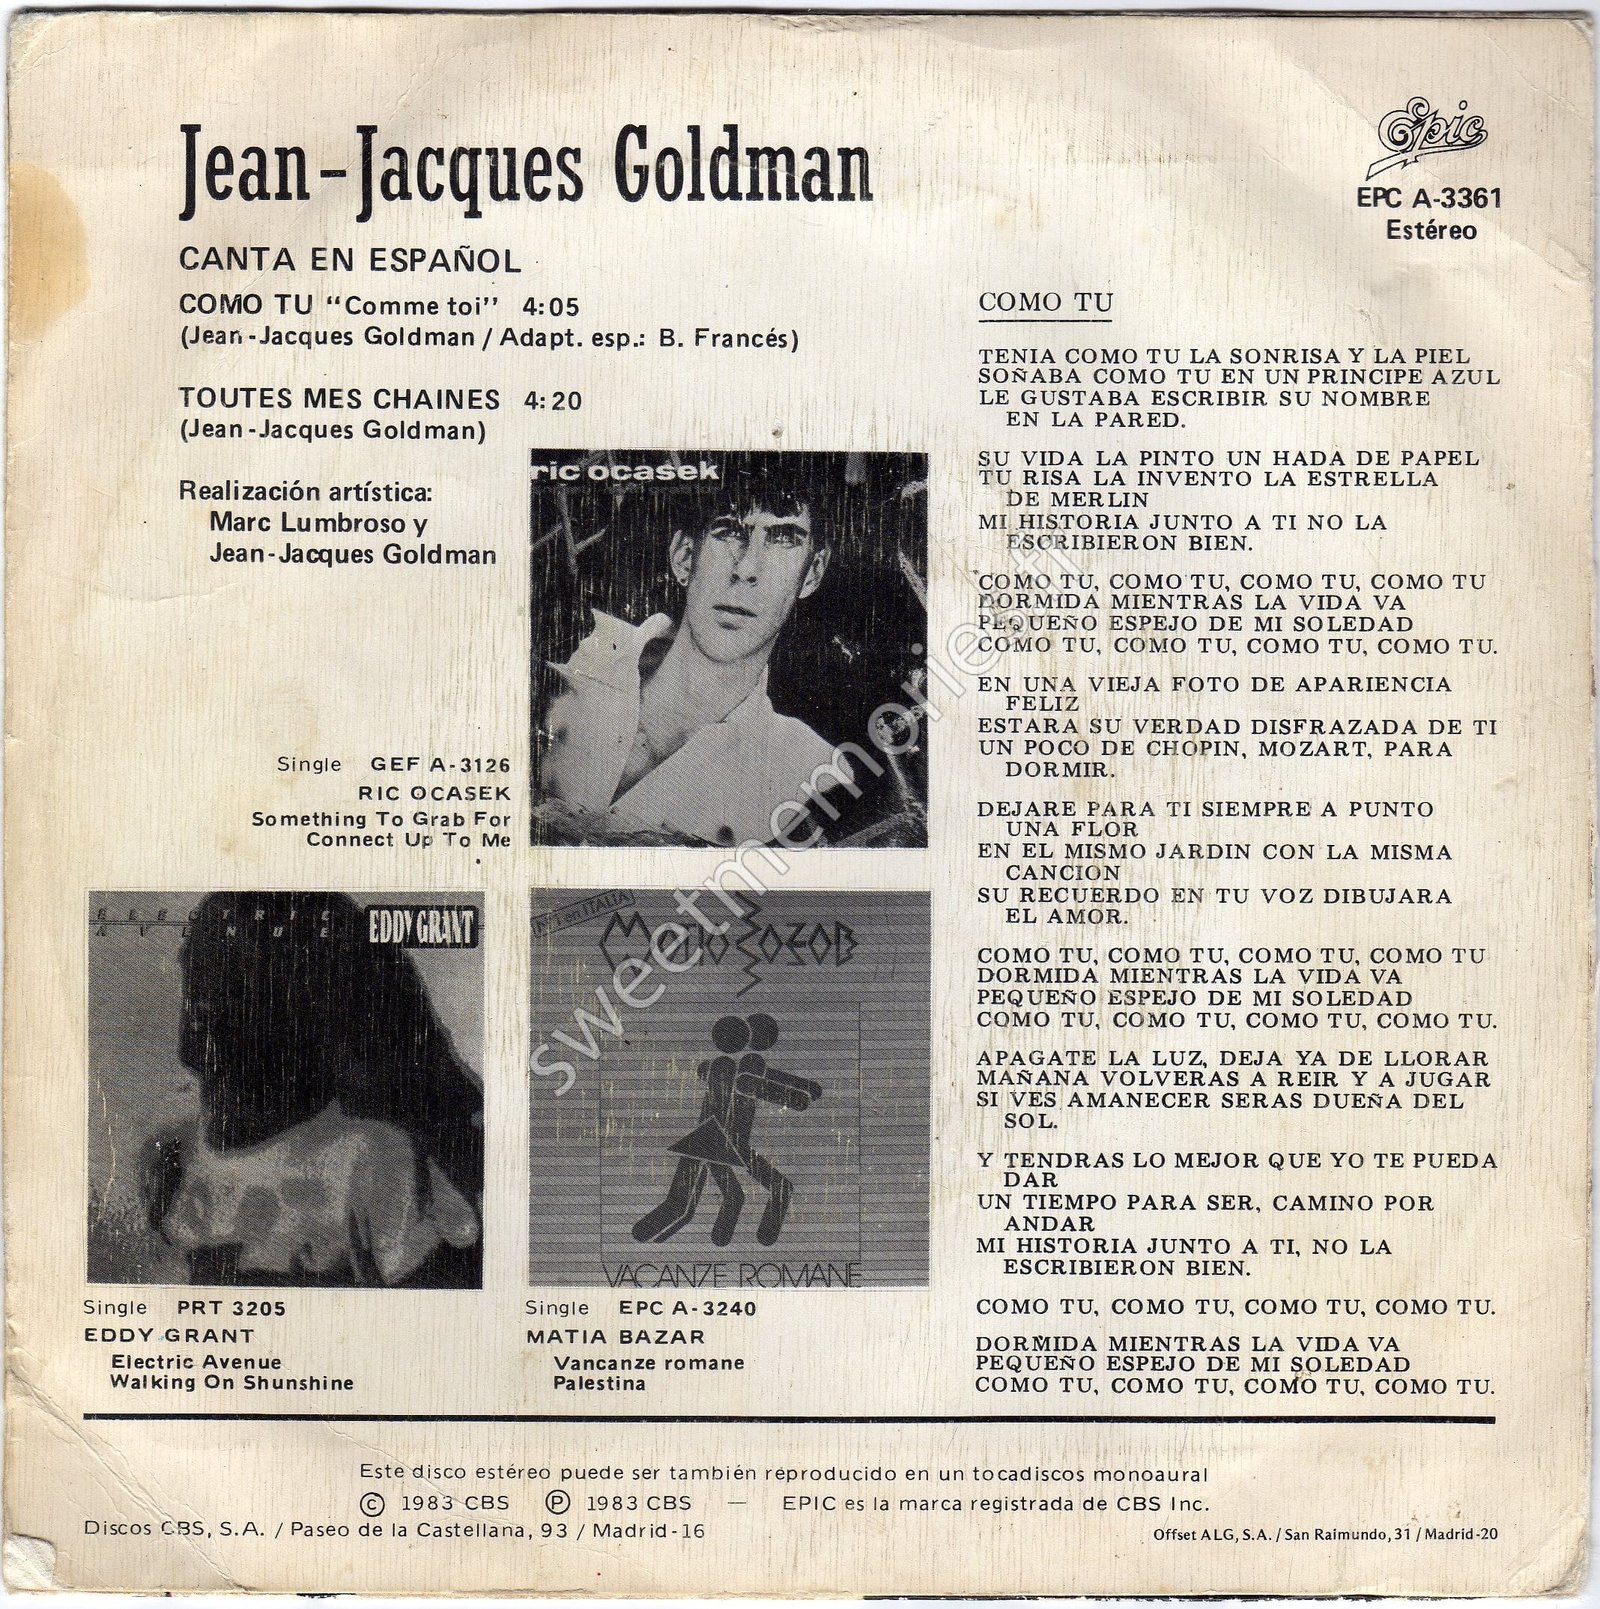 Jean-Jacques Goldman
CANTA EN ESPAÑOL
COMO TU "Comme toi" 4:05
(Jean-Jacques Goldman / Adapt. esp.: B. Francés)
TOUTES MES CHAINES 4:20
(Jean-Jacques Goldman)
Realización artística:
Marc Lumbroso y
Jean-Jacques Goldman
Epic
EPC A-3361
Estéreo
ric ocasek
Single GEF A-3126
RIC OCASEK
Something To Grab For
Connect Up To Me
ELECTRIC
AVENUE
EDDY GRANT
Single PRT 3205
EDDY GRANT
Electric Avenue
Walking On Shunshine
Nº 1 en ITALIA
MATIA BAZAR
VACANZE ROMANE
Single EPC A-3240
MATIA BAZAR
Vancanze romane
Palestina
COMO TU
TENIA COMO TU LA SONRISA Y LA PIEL
SOÑABA COMO TU EN UN PRINCIPE AZUL
LE GUSTABA ESCRIBIR SU NOMBRE
EN LA PARED.
SU VIDA LA PINTO UN HADA DE PAPEL
TU RISA LA INVENTO LA ESTRELLA
DE MERLIN
MI HISTORIA JUNTO A TI NO LA
ESCRIBIERON BIEN.
COMO TU, COMO TU, COMO TU, COMO TU
DORMIDA MIENTRAS LA VIDA VA
PEQUEÑO ESPEJO DE MI SOLEDAD
COMO TU, COMO TU, COMO TU, COMO TU.
EN UNA VIEJA FOTO DE APARIENCIA
FELIZ
ESTARA SU VERDAD DISFRAZADA DE TI
UN POCO DE CHOPIN, MOZART, PARA
DORMIR.
DEJARE PARA TI SIEMPRE A PUNTO
UNA FLOR
EN EL MISMO JARDIN CON LA MISMA
CANCION
SU RECUERDO EN TU VOZ DIBUJARA
EL AMOR.
COMO TU, COMO TU, COMO TU, COMO TU
DORMIDA MIENTRAS LA VIDA VA
PEQUEÑO ESPEJO DE MI SOLEDAD
COMO TU, COMO TU, COMO TU, COMO TU.
APAGATE LA LUZ, DEJA YA DE LLORAR
MAÑANA VOLVERAS A REIR Y A JUGAR
SI VES AMANECER SERAS DUEÑA DEL
SOL.
Y TENDRAS LO MEJOR QUE YO TE PUEDA
DAR
UN TIEMPO PARA SER, CAMINO POR
ANDAR
MI HISTORIA JUNTO A TI, NO LA
ESCRIBIERON BIEN.
COMO TU, COMO TU, COMO TU, COMO TU.
DORMIDA MIENTRAS LA VIDA VA
PEQUEÑO ESPEJO DE MI SOLEDAD
COMO TU, COMO TU, COMO TU, COMO TU.
Este disco estéreo puede ser también reproducido en un tocadiscos monoaural
© 1983 CBS ℗ 1983 CBS — EPIC es la marca registrada de CBS Inc.
Discos CBS, S.A. / Paseo de la Castellana, 93 / Madrid-16
Offset ALG, S.A. / San Raimundo, 31 / Madrid-20
sweetmemories.fr